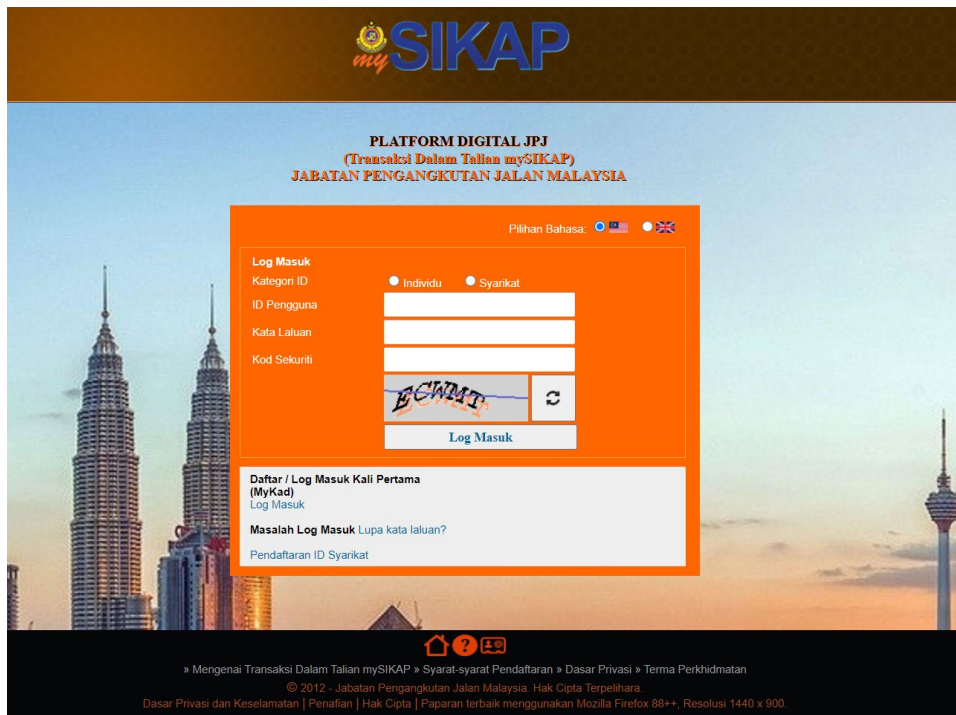 mySIKAP
PLATFORM DIGITAL JPJ
(Transaksi Dalam Talian mySIKAP)
JABATAN PENGANGKUTAN JALAN MALAYSIA
Pilihan Bahasa:
Log Masuk
Kategori ID Individu Syarikat
ID Pengguna
Kata Laluan
Kod Sekuriti
ECWMT
Log Masuk
Daftar / Log Masuk Kali Pertama
(MyKad)
Log Masuk
Masalah Log Masuk Lupa kata laluan?
Pendaftaran ID Syarikat
» Mengenai Transaksi Dalam Talian mySIKAP » Syarat-syarat Pendaftaran » Dasar Privasi » Terma Perkhidmatan
© 2012 - Jabatan Pengangkutan Jalan Malaysia. Hak Cipta Terpelihara.
Dasar Privasi dan Keselamatan | Penafian | Hak Cipta | Paparan terbaik menggunakan Mozilla Firefox 88++, Resolusi 1440 x 900.